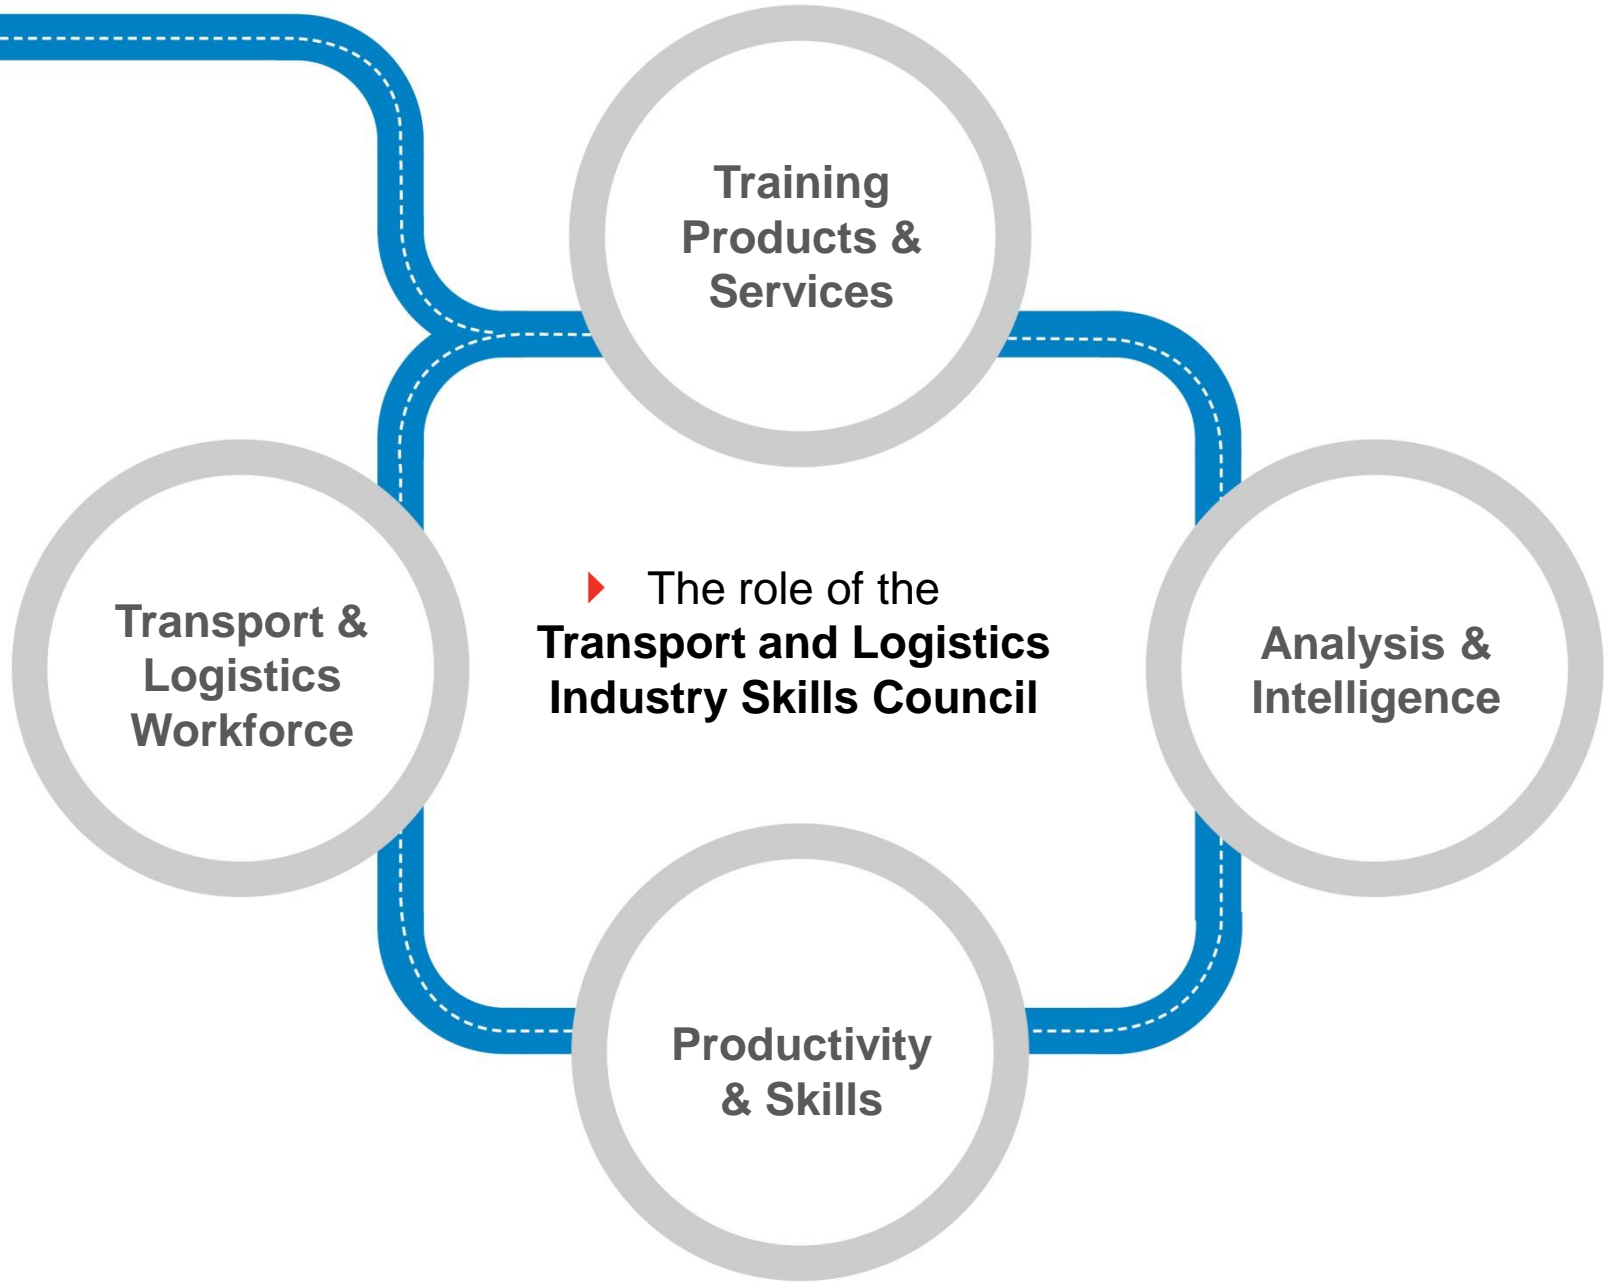 Training
Products &
Services
Transport &
Logistics
Workforce
The role of the
Transport and Logistics
Industry Skills Council
Analysis &
Intelligence
Productivity
& Skills